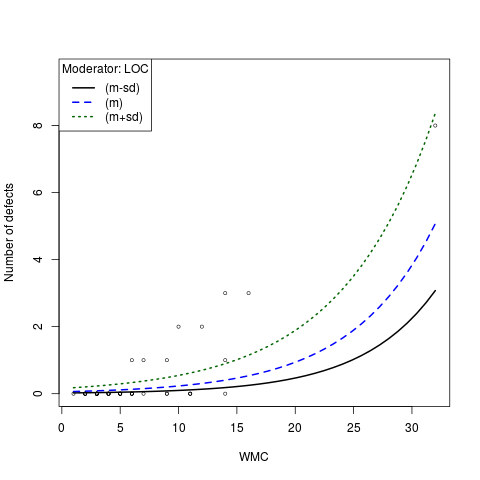 Moderator: LOC
(m-sd)
(m)
(m+sd)
Number of defects
8
6
4
2
0
0 5 10 15 20 25 30
WMC